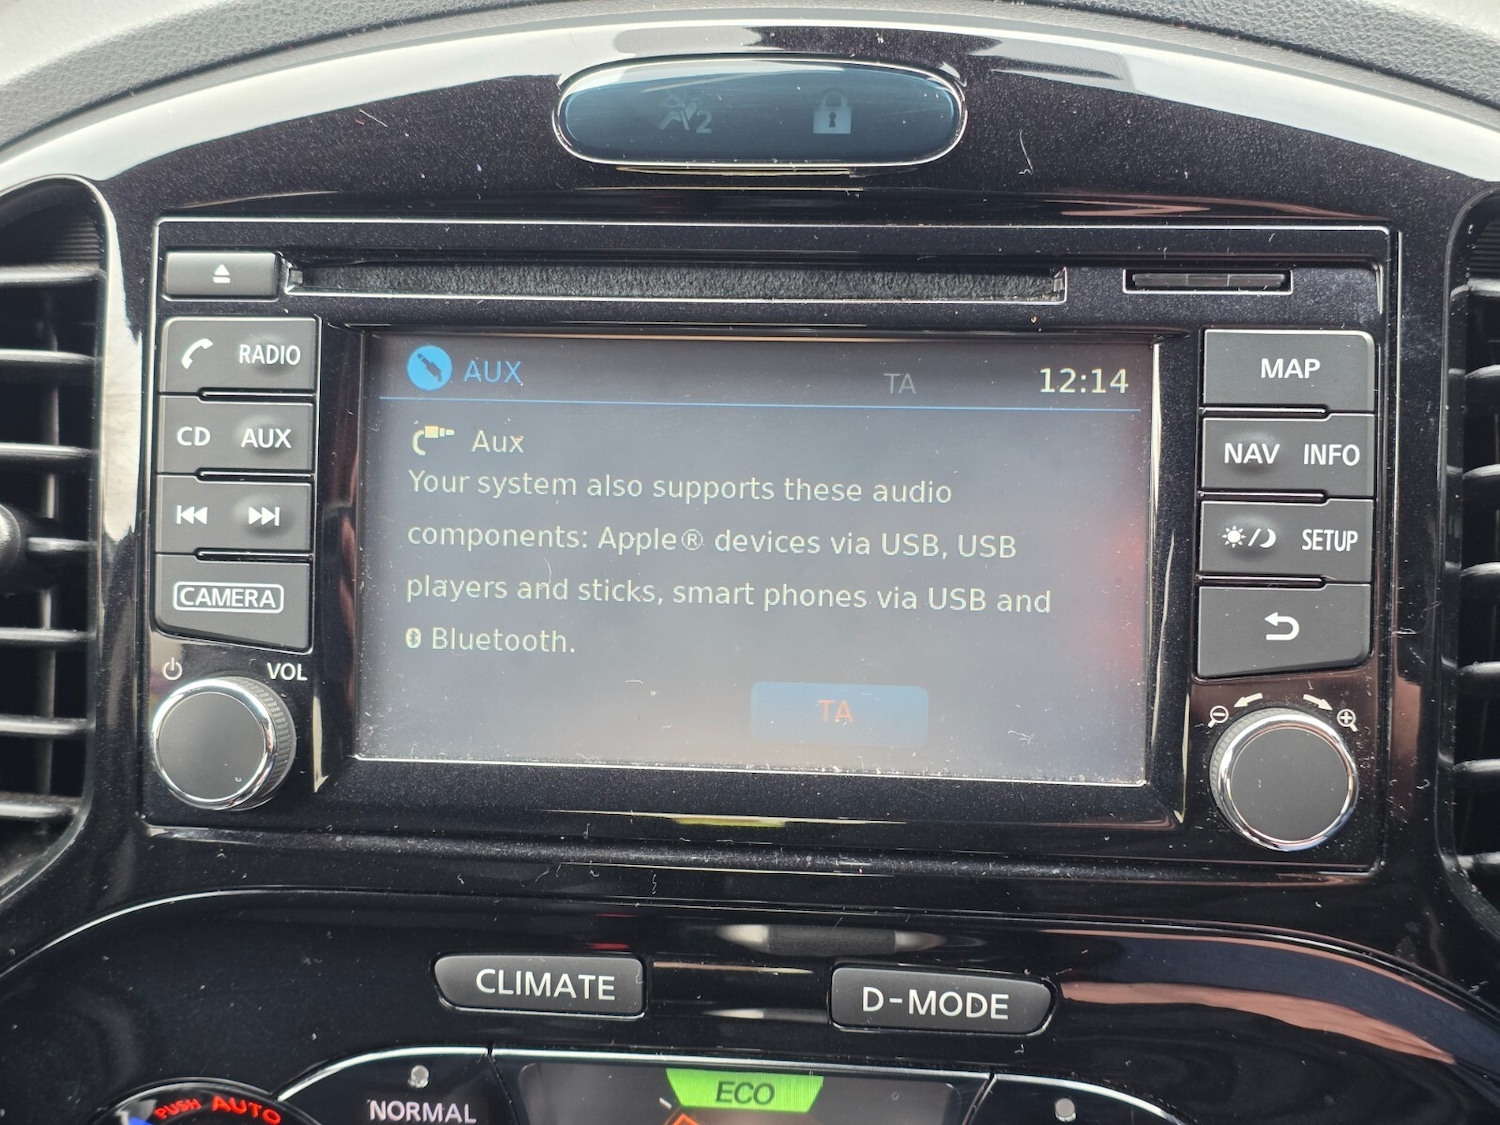 2
RADIO
CD AUX
CAMERA
VOL
AUX TA 12:14
Aux
Your system also supports these audio
components: Apple® devices via USB, USB
players and sticks, smart phones via USB and
Bluetooth.
TA
MAP
NAV INFO
SETUP
CLIMATE D-MODE
PUSH AUTO
NORMAL
ECO